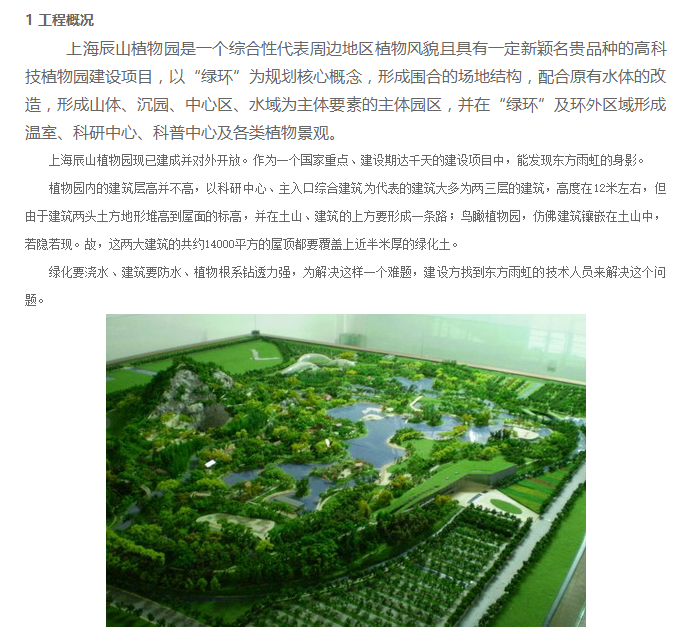 1 工程概况
上海辰山植物园是一个综合性代表周边地区植物风貌且具有一定新颖名贵品种的高科
技植物园建设项目，以“绿环”为规划核心概念，形成围合的场地结构，配合原有水体的改
造，形成山体、沉园、中心区、水域为主体要素的主体园区，并在“绿环”及环外区域形成
温室、科研中心、科普中心及各类植物景观。
上海辰山植物园现已建成并对外开放。作为一个国家重点、建设期达千天的建设项目中，能发现东方雨虹的身影。
植物园内的建筑层高并不高，以科研中心、主入口综合建筑为代表的建筑大多为两三层的建筑，高度在12米左右，但
由于建筑两头土方地形堆高到屋面的标高，并在土山、建筑的上方要形成一条路；鸟瞰植物园，仿佛建筑镶嵌在土山中，
若隐若现。故，这两大建筑的共约14000平方的屋顶都要覆盖上近半米厚的绿化土。
绿化要浇水、建筑要防水、植物根系钻透力强，为解决这样一个难题，建设方找到东方雨虹的技术人员来解决这个问
题。